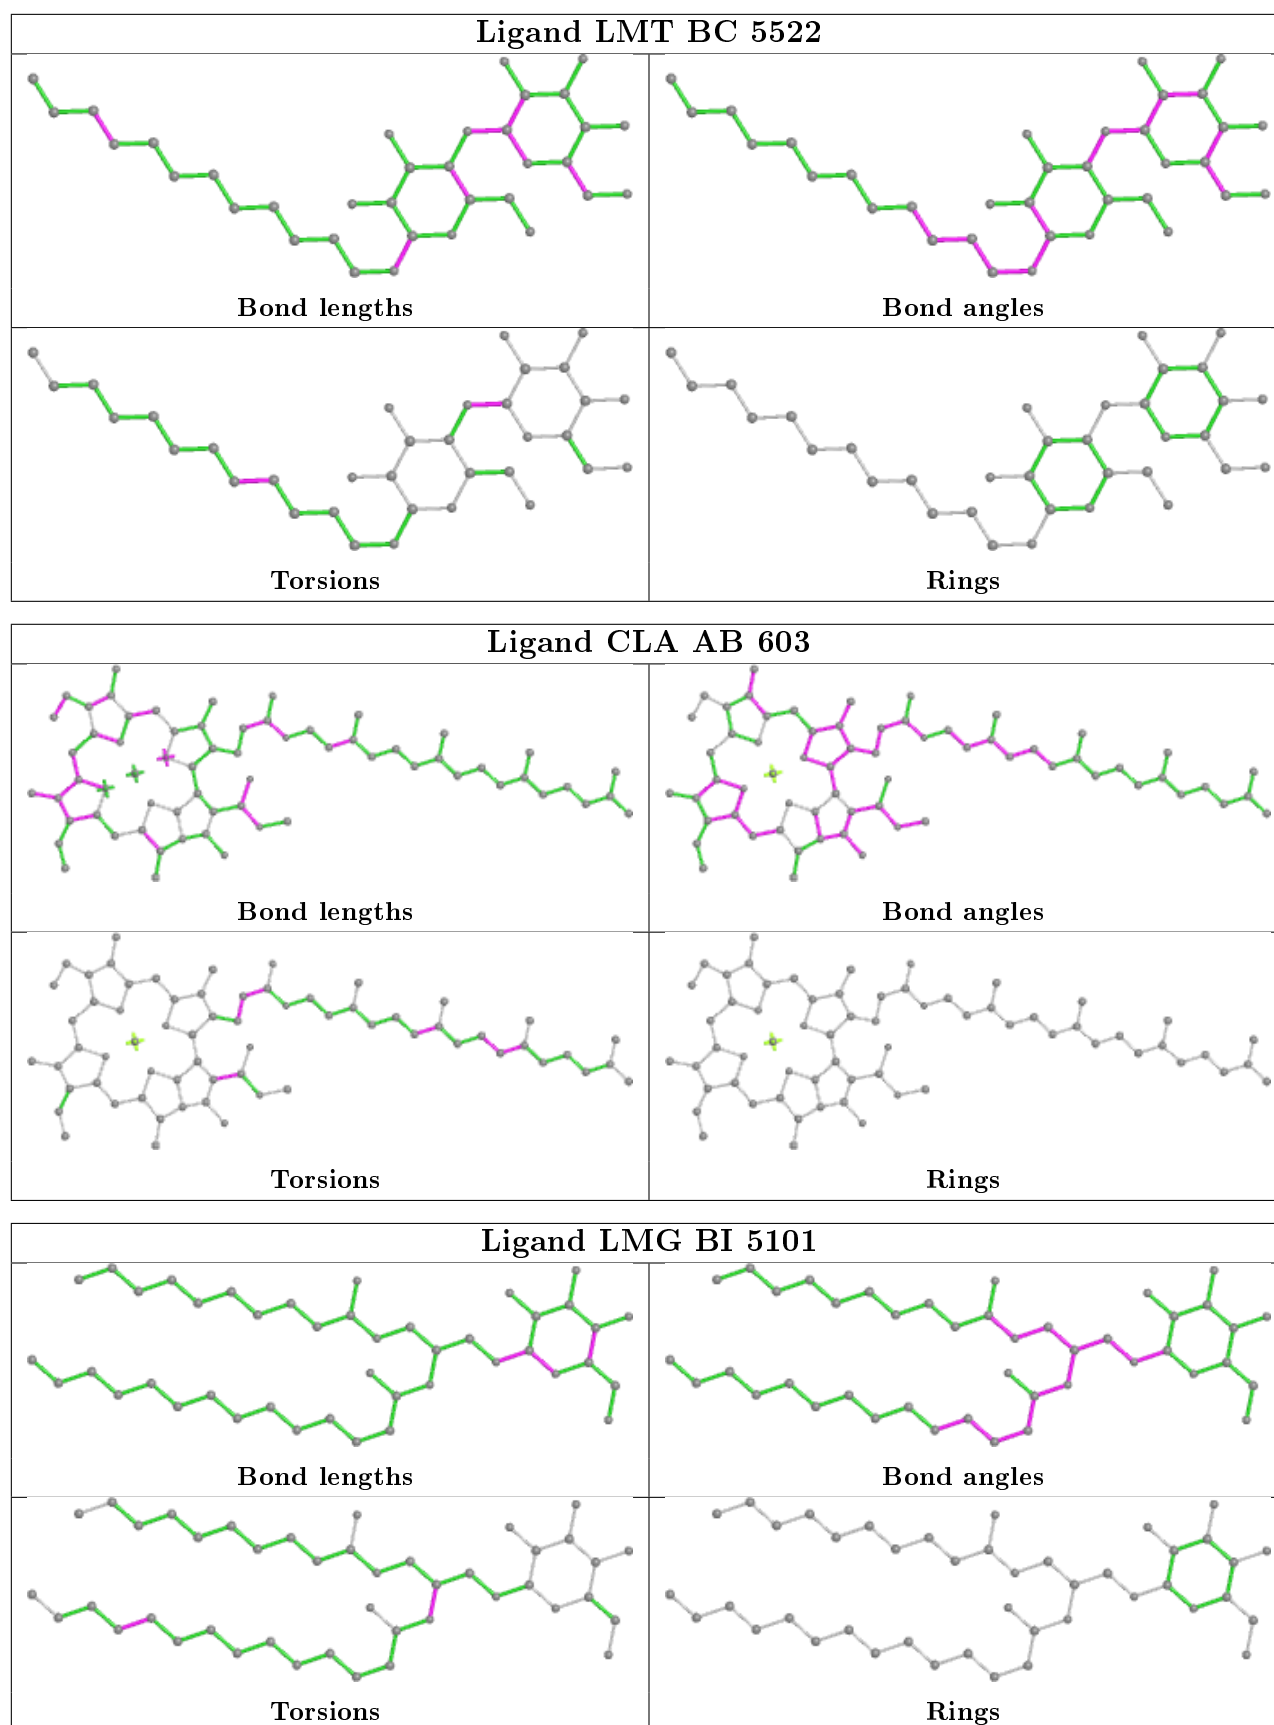 Ligand LMT BC 5522
Bond lengths
Bond angles
Torsions
Rings
Ligand CLA AB 603
Bond lengths
Bond angles
Torsions
Rings
Ligand LMG BI 5101
Bond lengths
Bond angles
Torsions
Rings